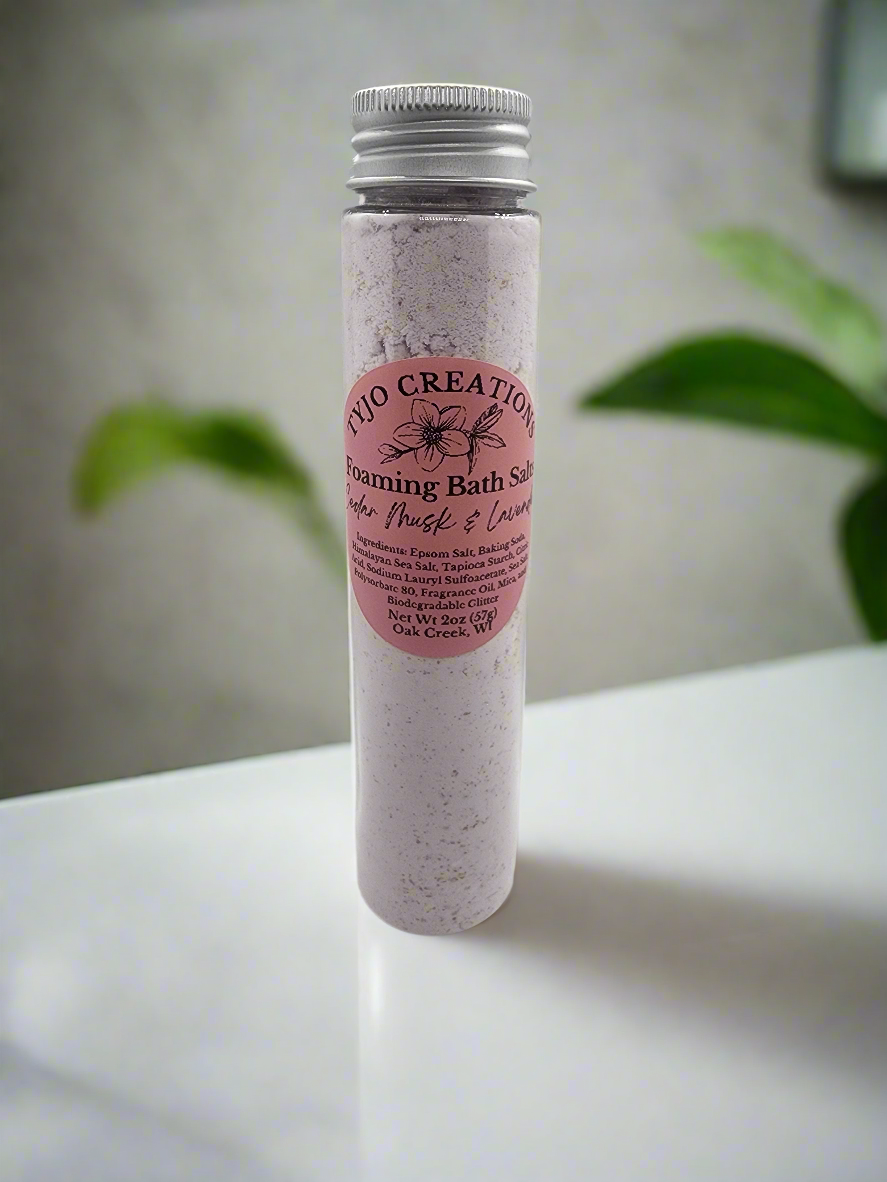 TYJO CREATIONS
Foaming Bath Salts
Cedar Musk & Lavend
Ingredients: Epsom Salt, Baking Soda,
Himalayan Sea Salt, Tapioca Starch, Citric
Acid, Sodium Lauryl Sulfoacetate, Sea Salt,
Polysorbate 80, Fragrance Oil, Mica, and
Biodegradable Glitter
Net Wt 2oz (57g)
Oak Creek, WI